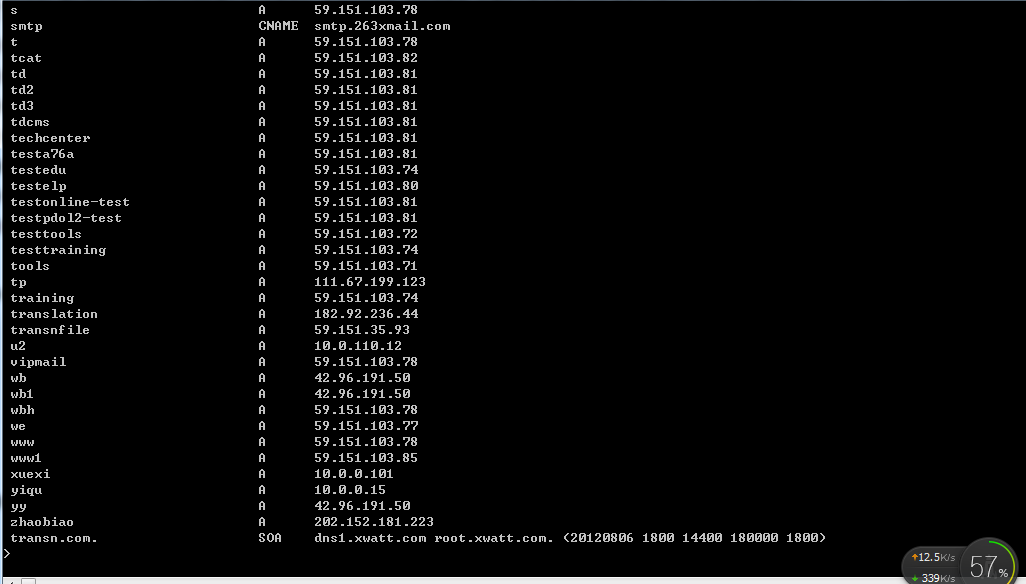 s A 59.151.103.78
smtp CNAME smtp.263xmail.com
t A 59.151.103.78
tcat A 59.151.103.82
td A 59.151.103.81
td2 A 59.151.103.81
td3 A 59.151.103.81
tdcms A 59.151.103.81
techcenter A 59.151.103.81
testa76a A 59.151.103.81
testedu A 59.151.103.74
testelp A 59.151.103.80
testonline-test A 59.151.103.81
testpdol2-test A 59.151.103.81
testtools A 59.151.103.72
testtraining A 59.151.103.74
tools A 59.151.103.71
tp A 111.67.199.123
training A 59.151.103.74
translation A 182.92.236.44
transnfile A 59.151.35.93
u2 A 10.0.110.12
vipmail A 59.151.103.78
wb A 42.96.191.50
wb1 A 42.96.191.50
wbh A 59.151.103.78
we A 59.151.103.77
www A 59.151.103.78
www1 A 59.151.103.85
xuexi A 10.0.0.101
yiqu A 10.0.0.15
yy A 42.96.191.50
zhaobiao A 202.152.181.223
transn.com. SOA dns1.xwatt.com root.xwatt.com. (20120806 1800 14400 180000 1800)
>
12.5K/s
339K/s
57%